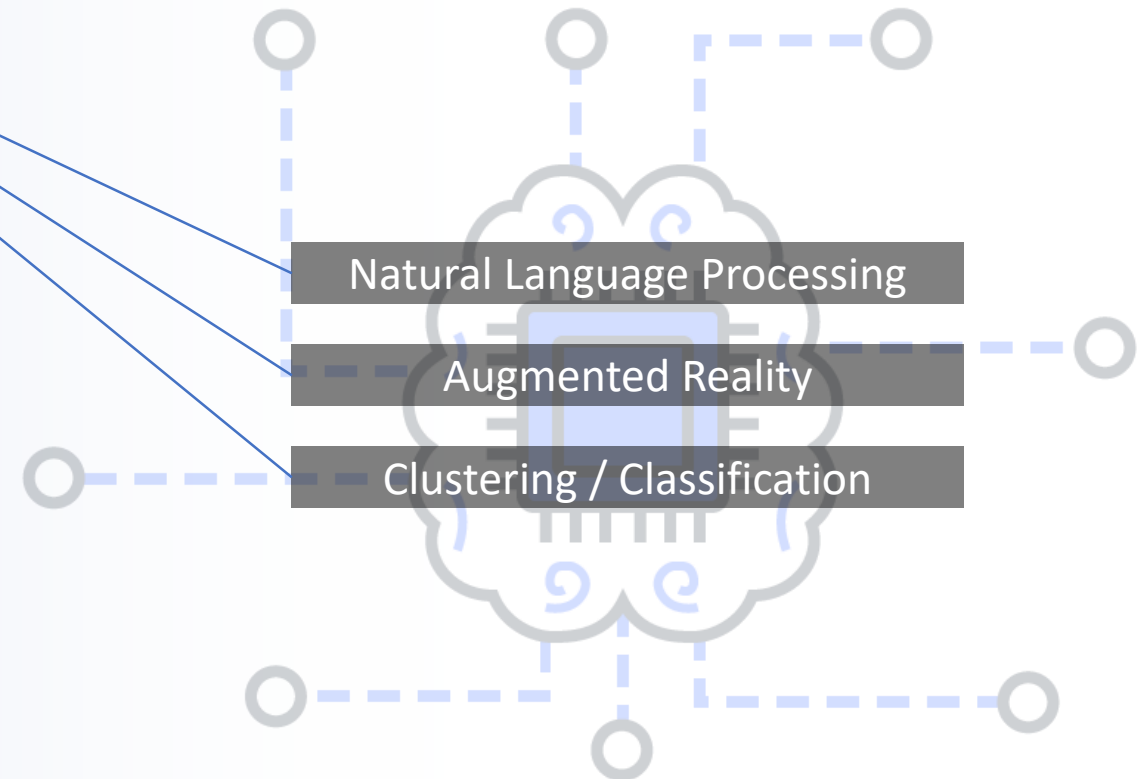 Natural Language Processing
Augmented Reality
Clustering / Classification